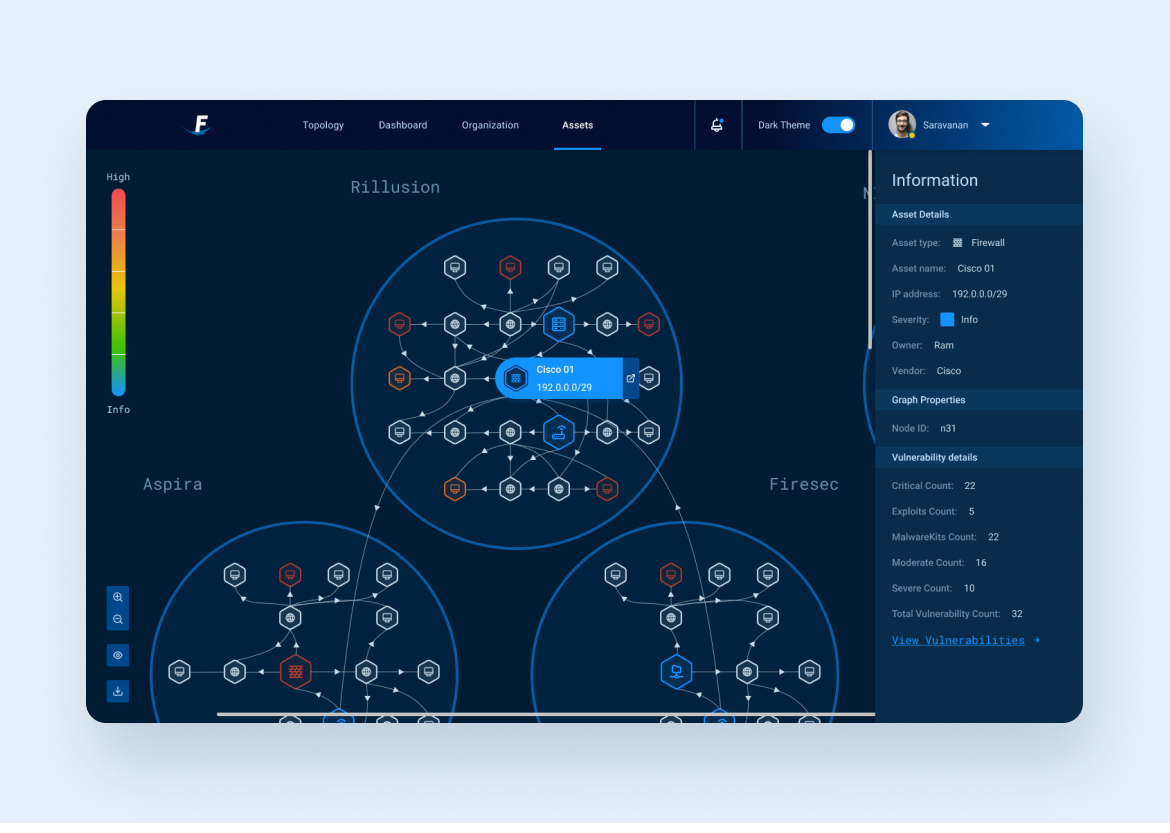 F
Topology
Dashboard
Organization
Assets
Dark Theme
Saravanan
High
Info
Rillusion
Cisco 01
192.0.0.0/29
Aspira
Firesec
Information
Asset Details
Asset type: Firewall
Asset name: Cisco 01
IP address: 192.0.0.0/29
Severity: Info
Owner: Ram
Vendor: Cisco
Graph Properties
Node ID: n31
Vulnerability details
Critical Count: 22
Exploits Count: 5
MalwareKits Count: 22
Moderate Count: 16
Severe Count: 10
Total Vulnerability Count: 32
View Vulnerabilities